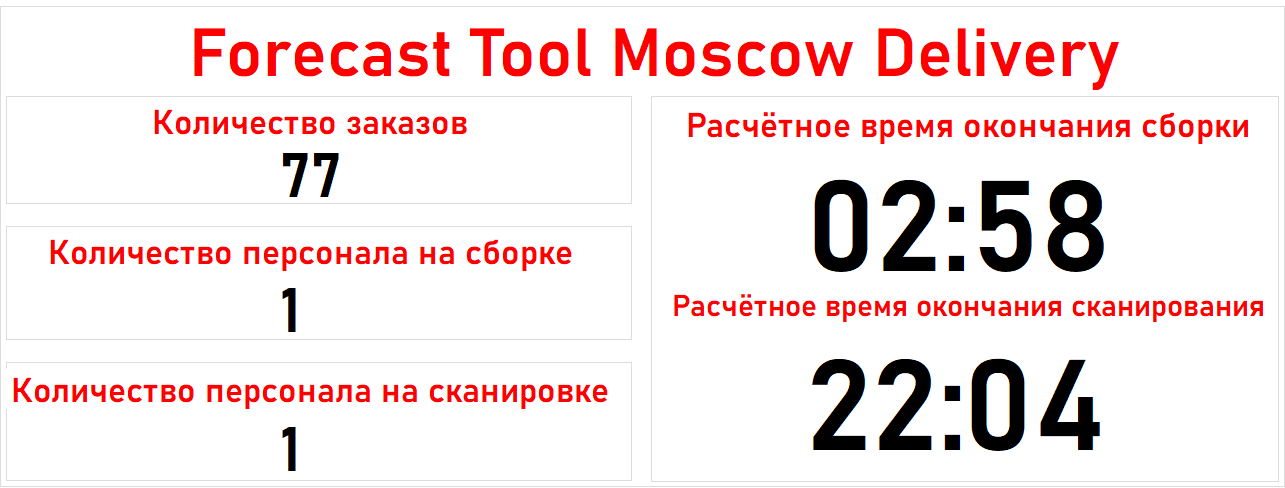 Forecast Tool Moscow Delivery
Количество заказов
77
Количество персонала на сборке
1
Количество персонала на сканировке
1
Расчётное время окончания сборки
02:58
Расчётное время окончания сканирования
22:04